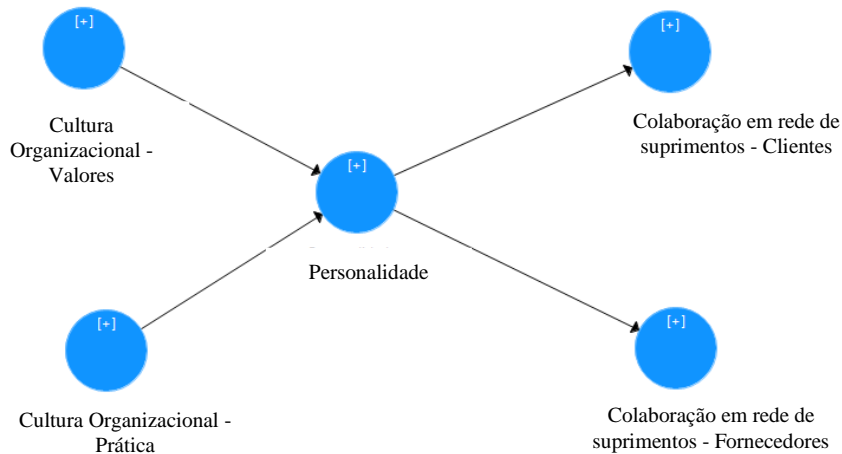 [+]
Cultura
Organizacional -
Valores
[+]
Colaboração em rede de
suprimentos - Clientes
[+]
Personalidade
[+]
Cultura Organizacional -
Prática
[+]
Colaboração em rede de
suprimentos - Fornecedores